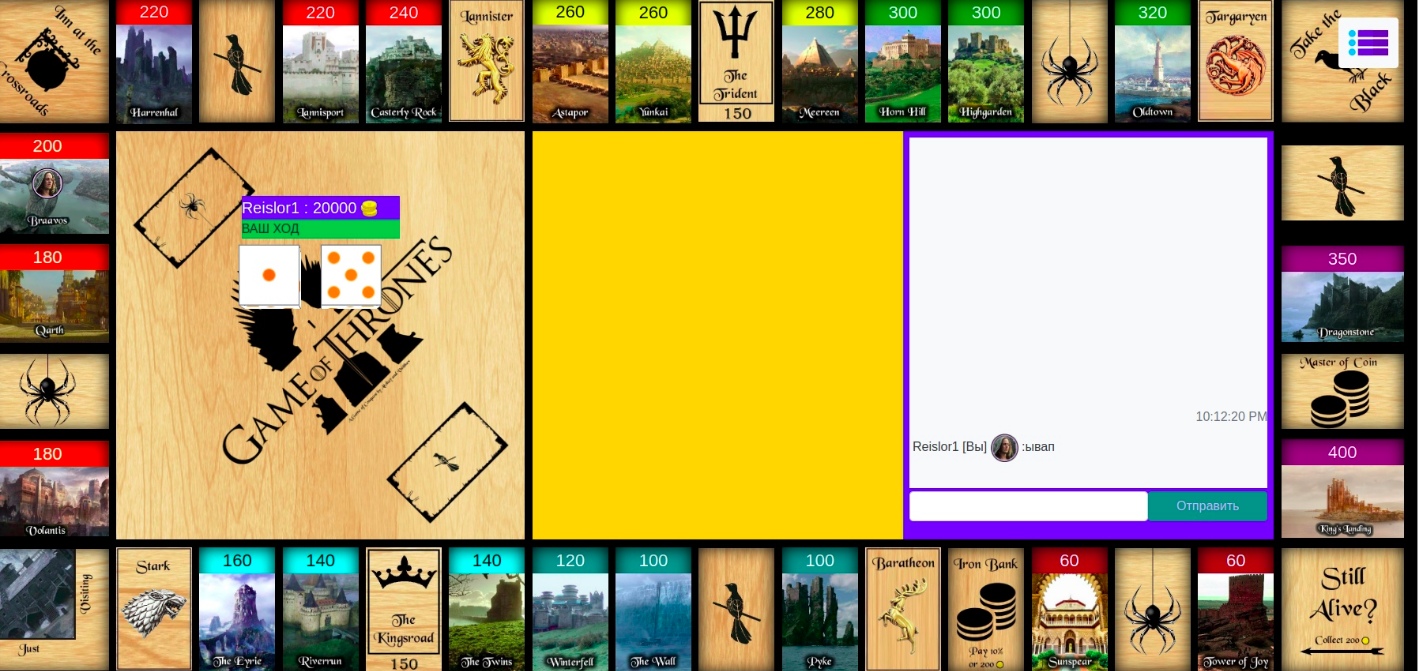 Inn at the
Crossroads
220
Harrenhal
220
Lannisport
240
Casterly Rock
Lannister
260
Astapor
260
Yunkai
The
Trident
150
280
Meereen
300
Horn Hill
300
Highgarden
320
Oldtown
Targaryen
Take the
Black
200
Braavos
180
Qarth
180
Volantis
Reislor1 : 20000
ВАШ ХОД
GAME OF THRONES
10:12:20 PM
Reislor1 [Вы] :ывап
Отправить
350
Dragonstone
Master of Coin
400
King's Landing
Visiting
Just
Stark
160
The Eyrie
140
Riverrun
The
Kingsroad
150
140
The Twins
120
Winterfell
100
The Wall
100
Pyke
Baratheon
Iron Bank
Pay 10%
or 200
60
Sunspear
60
Tower of Joy
Still
Alive?
Collect 200